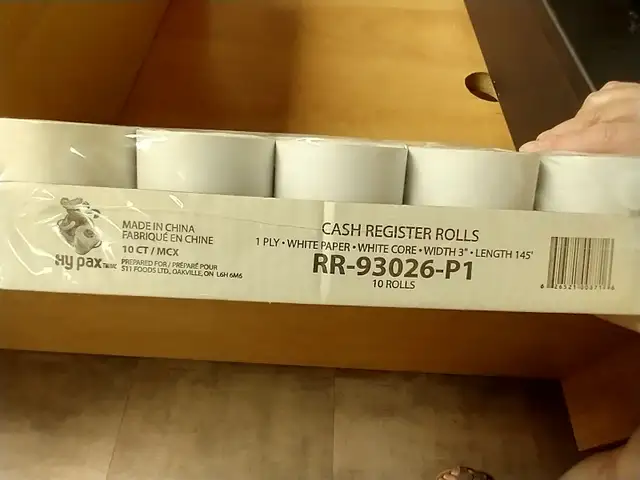 MADE IN CHINA
FABRIQUÉ EN CHINE
10 CT / MCX
PREPARED FOR / PRÉPARÉ POUR
511 FOODS LTD., OAKVILLE, ON L6H 6M6
Hy pax
CASH REGISTER ROLLS
1 PLY • WHITE PAPER • WHITE CORE • WIDTH 3" • LENGTH 145'
RR-93026-P1
10 ROLLS